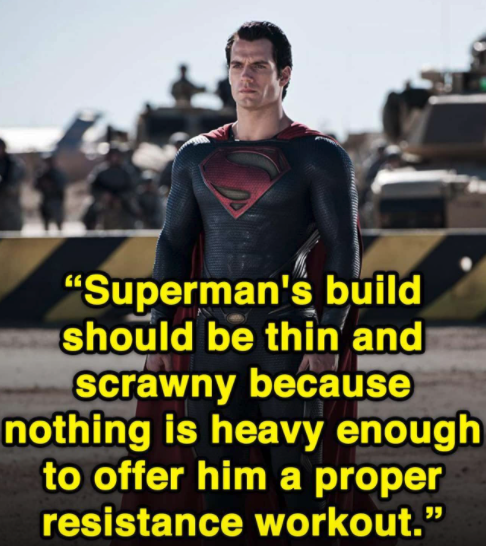 “Superman's build
should be thin and
scrawny because
nothing is heavy enough
to offer him a proper
resistance workout.”